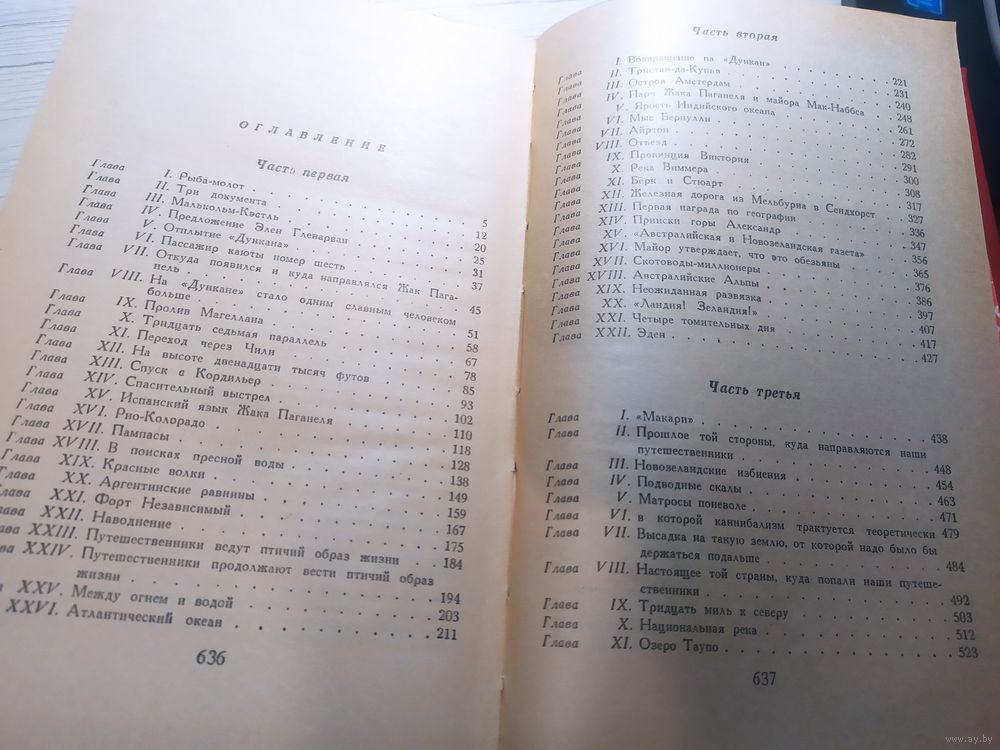 ОГЛАВЛЕНИЕ
Часть первая
Глава I. Рыба-молот . . 5
Глава II. Три документа 12
Глава III. Малькольм-Кэстль 20
Глава IV. Предложение Элен Гленарван 25
Глава V. Отплытие «Дункана» 31
Глава VI. Пассажир каюты номер шесть 37
Глава VII. Откуда появился и куда направлялся Жак Пага-
нель 45
Глава VIII. На «Дункане» стало одним славным человеком
больше 51
Глава IX. Пролив Магеллана 58
Глава X. Тридцать седьмая параллель 67
Глава XI. Переход через Чили 78
Глава XII. На высоте двенадцати тысяч футов 85
Глава XIII. Спуск с Кордильер 93
Глава XIV. Спасительный выстрел 102
Глава XV. Испанский язык Жака Паганеля 110
Глава XVI. Рио-Колорадо 118
Глава XVII. Пампасы 128
Глава XVIII. В поисках пресной воды 138
Глава XIX. Красные волки 149
Глава XX. Аргентинские равнины 159
Глава XXI. Форт Независимый 167
Глава XXII. Наводнение 175
ава XXIII. Путешественники ведут птичий образ жизни 184
ва XXIV. Путешественники продолжают вести птичий образ
жизни 194
а XXV. Между огнем и водой 203
XXVI. Атлантический океан 211
636
Часть вторая
Глава I. Возвращение на «Дункан» 221
Глава II. Тристан-да-Кунья 231
Глава III. Остров Амстердам 240
Глава IV. Пари Жака Паганеля и майора Мак-Наббса 248
Глава V. Ярость Индийского океана 261
Глава VI. Мыс Бернулли 272
Глава VII. Айртон 282
Глава VIII. Отъезд 291
Глава IX. Провинция Виктория 300
Глава X. Река Виммера 308
Глава XI. Бёрк и Стюарт 317
Глава XII. Железная дорога из Мельбурна в Сендхорст 327
Глава XIII. Первая награда по географии 336
Глава XIV. Прииски горы Александр 347
Глава XV. «Австралийская и Новозеландская газета» 356
Глава XVI. Майор утверждает, что это обезьяны 365
Глава XVII. Скотоводы-миллионеры 376
Глава XVIII. Австралийские Альпы 386
Глава XIX. Неожиданная развязка 397
Глава XX. «Ландия! Зеландия!» 407
Глава XXI. Четыре томительных дня 417
Глава XXII. Эден 427
Часть третья
Глава I. «Макари» 438
Глава II. Прошлое той стороны, куда направляются наши
путешественники 448
Глава III. Новозеландские избиения 454
Глава IV. Подводные скалы 463
Глава V. Матросы поневоле 471
Глава VI. в которой каннибализм трактуется теоретически 479
Глава VII. Высадка на такую землю, от которой надо было бы
держаться подальше 484
Глава VIII. Настоящее той страны, куда попали наши путеше-
ственники 492
Глава IX. Тридцать миль к северу 503
Глава X. Национальная река 512
Глава XI. Озеро Таупо 523
637
www.ay.by